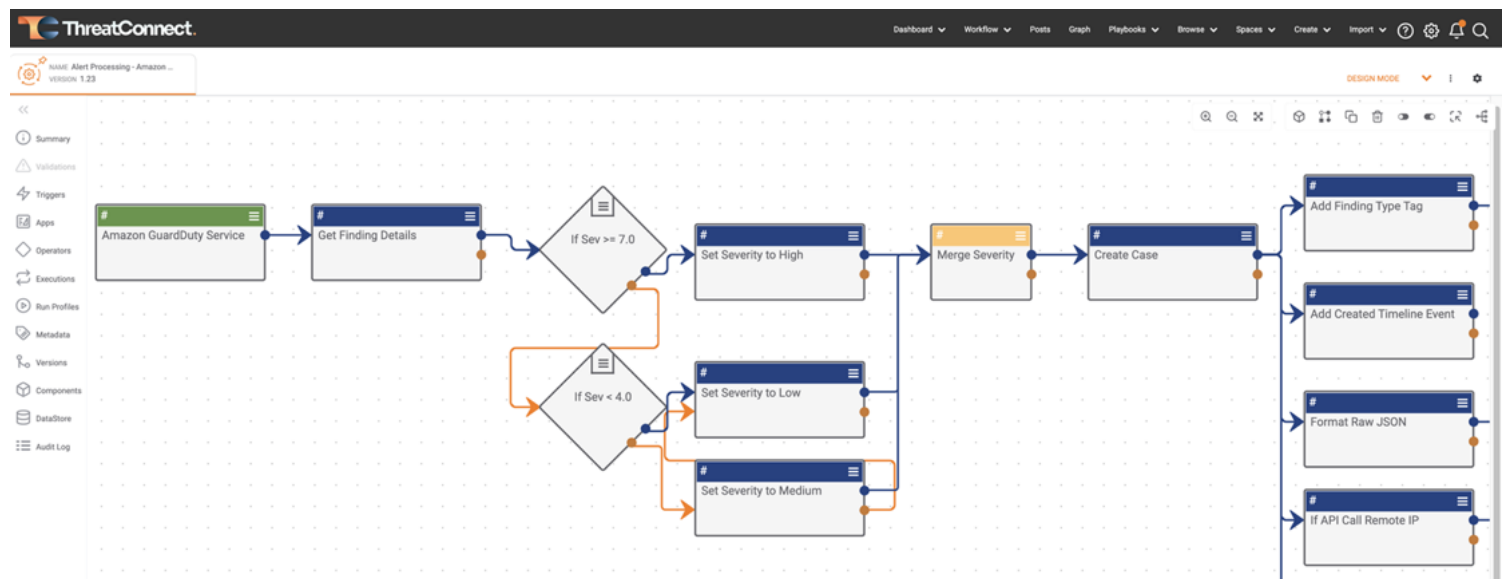 ThreatConnect.
Dashboard Workflow Posts Graph Playbooks Browse Spaces Create Import
NAME Alert Processing - Amazon ...
VERSION 1.23
DESIGN MODE
Summary
Validations
Triggers
Apps
Operators
Executions
Run Profiles
Metadata
Versions
Components
DataStore
Audit Log
#
Amazon GuardDuty Service
#
Get Finding Details
If Sev >= 7.0
#
Set Severity to High
If Sev < 4.0
#
Set Severity to Low
#
Set Severity to Medium
#
Merge Severity
#
Create Case
#
Add Finding Type Tag
#
Add Created Timeline Event
#
Format Raw JSON
#
If API Call Remote IP